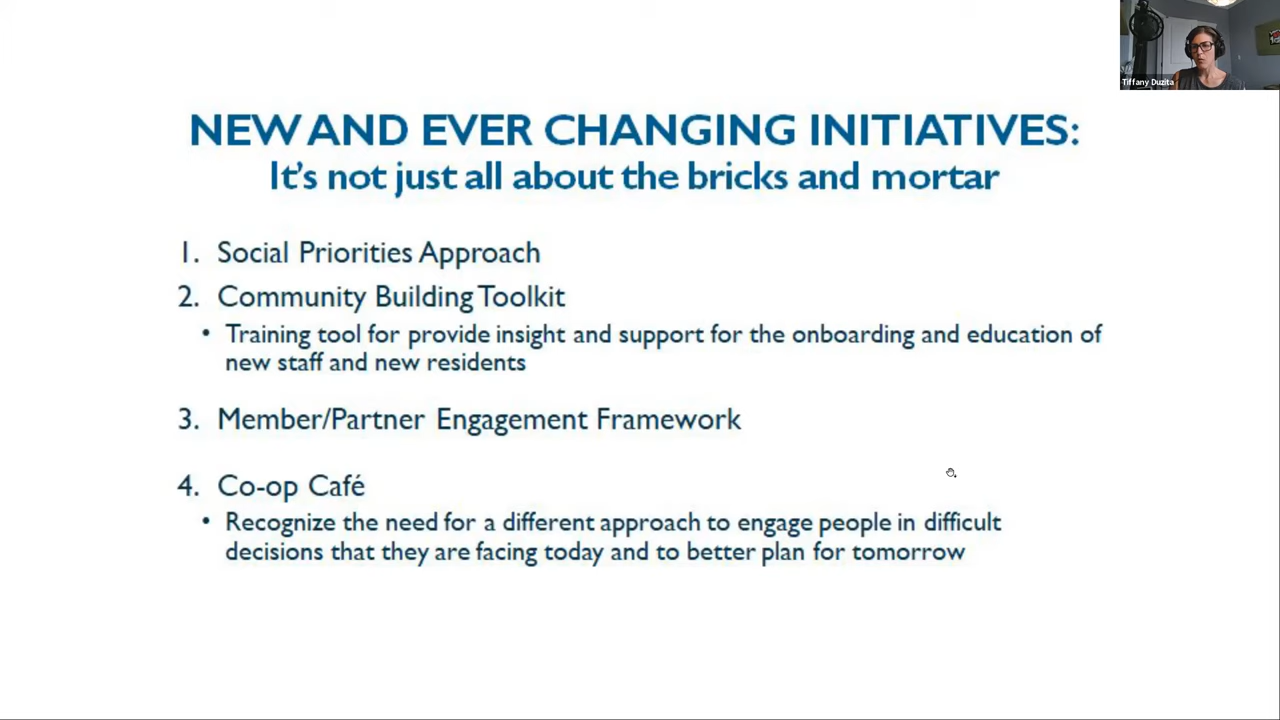 Tiffany Duzita
NEW AND EVER CHANGING INITIATIVES:
It's not just all about the bricks and mortar
1. Social Priorities Approach
2. Community Building Toolkit
• Training tool for provide insight and support for the onboarding and education of
new staff and new residents
3. Member/Partner Engagement Framework
4. Co-op Café
• Recognize the need for a different approach to engage people in difficult
decisions that they are facing today and to better plan for tomorrow